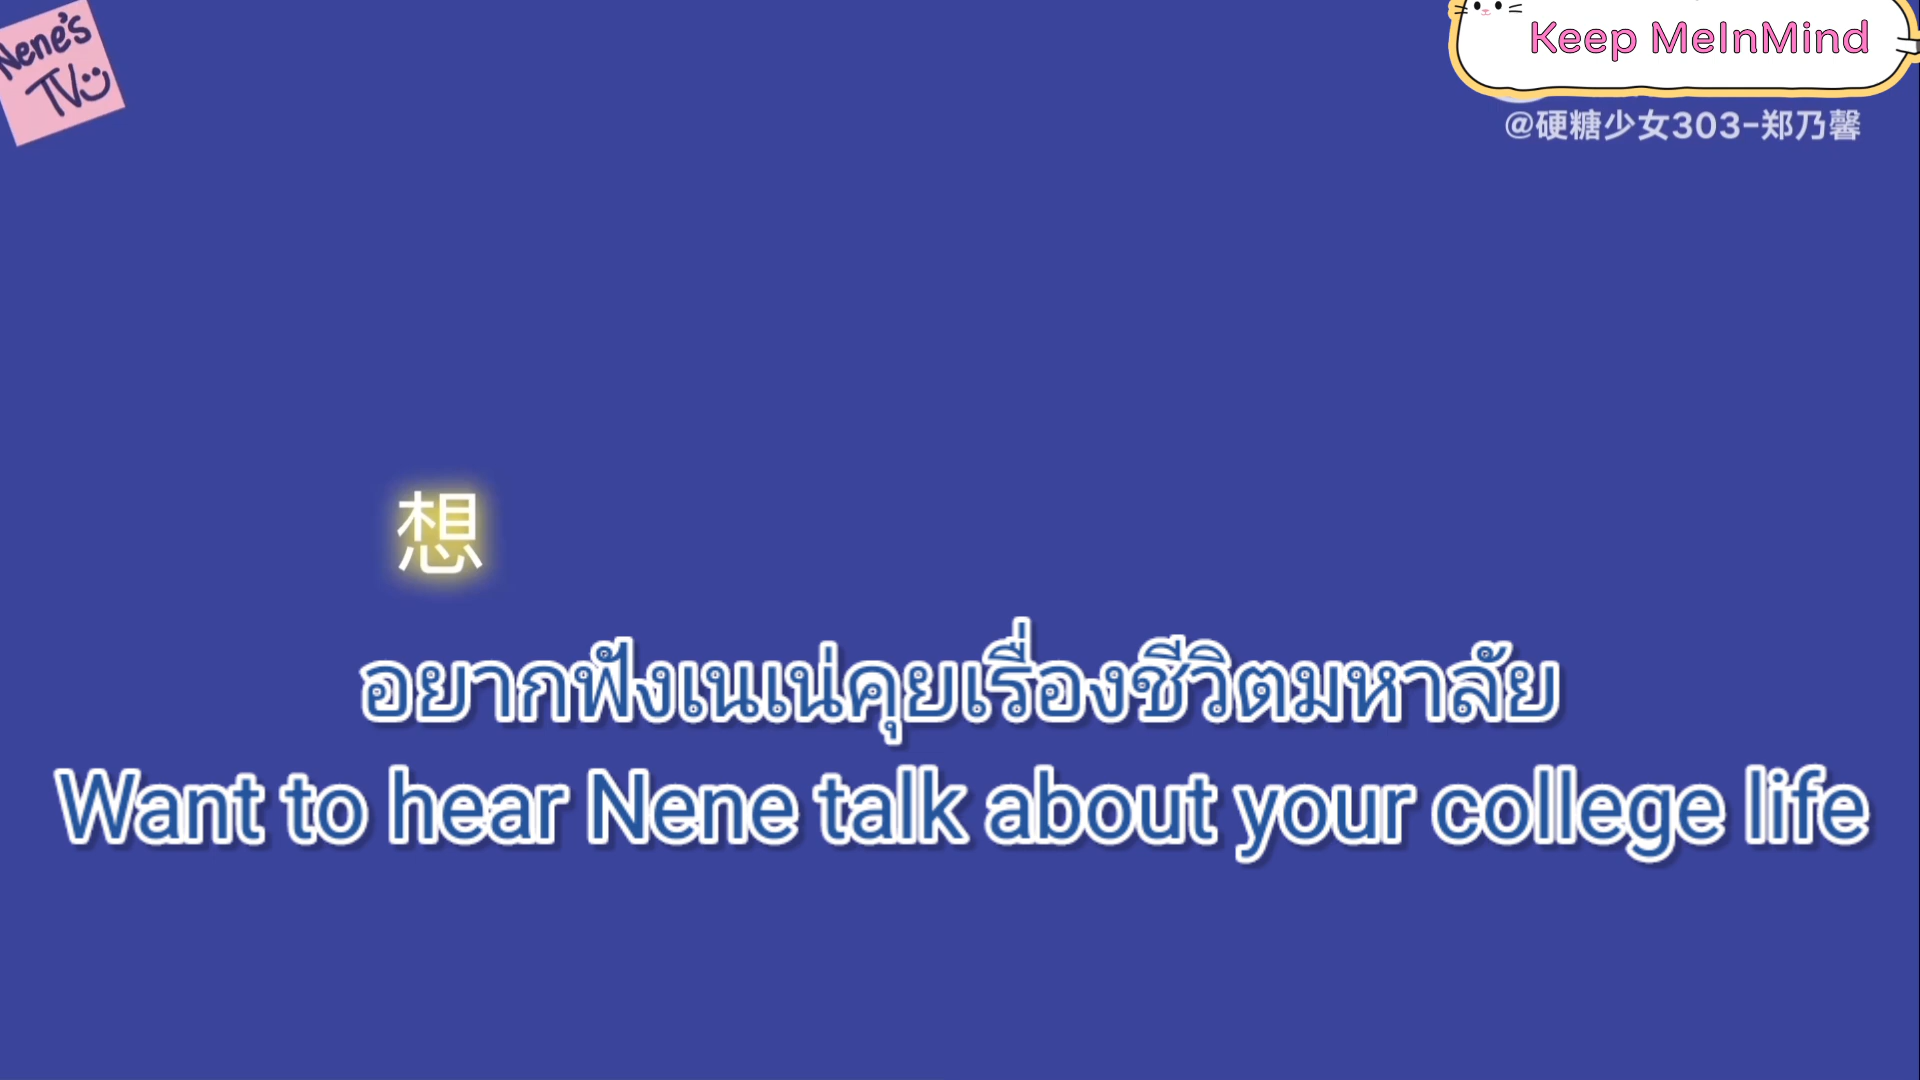 Nene's
TV
Keep MeInMind
@硬糖少女303-郑乃馨
想
อยากฟังเนเน่คุยเรื่องชีวิตมหาลัย
Want to hear Nene talk about your college life